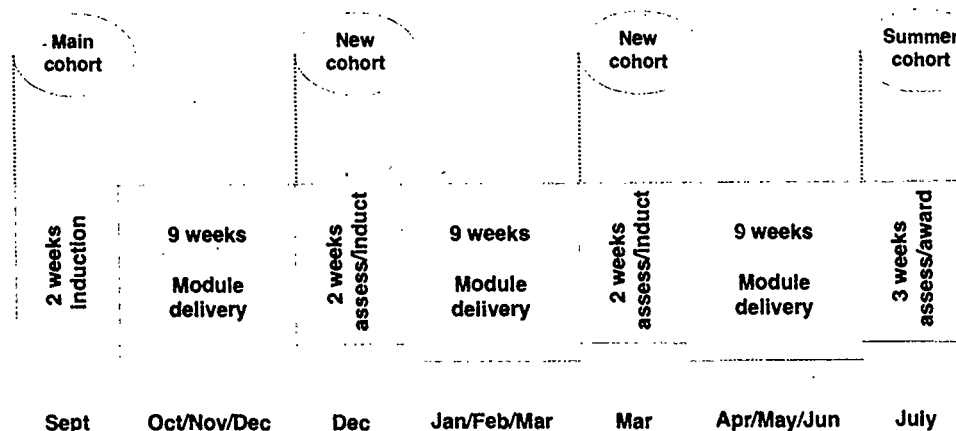 Main
cohort
New
cohort
New
cohort
Summer
cohort
2 weeks
induction
9 weeks
Module
delivery
2 weeks
assess/induct
9 weeks
Module
delivery
2 weeks
assess/induct
9 weeks
Module
delivery
3 weeks
assess/award
Sept
Oct/Nov/Dec
Dec
Jan/Feb/Mar
Mar
Apr/May/Jun
July